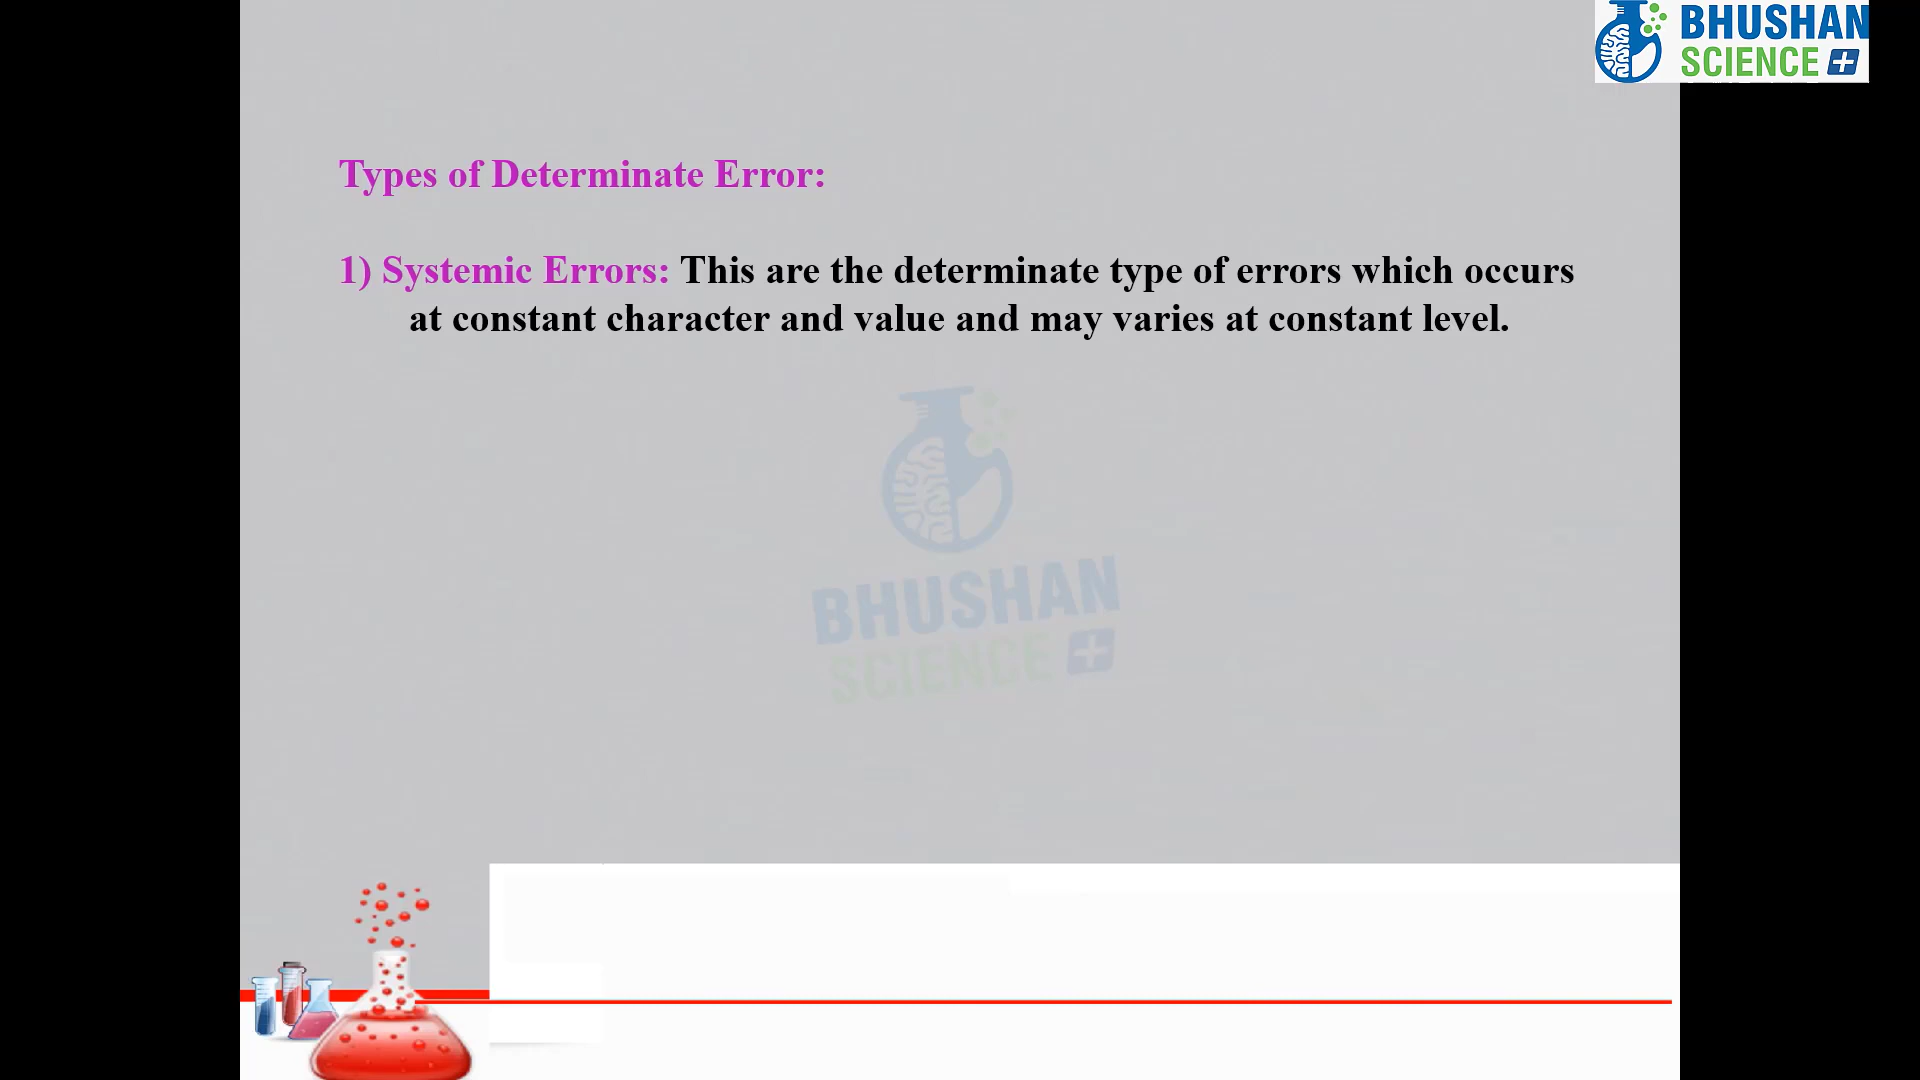 BHUSHAN
SCIENCE
Types of Determinate Error:
1) Systemic Errors: This are the determinate type of errors which occurs
at constant character and value and may varies at constant level.
BHUSHAN
SCIENCE